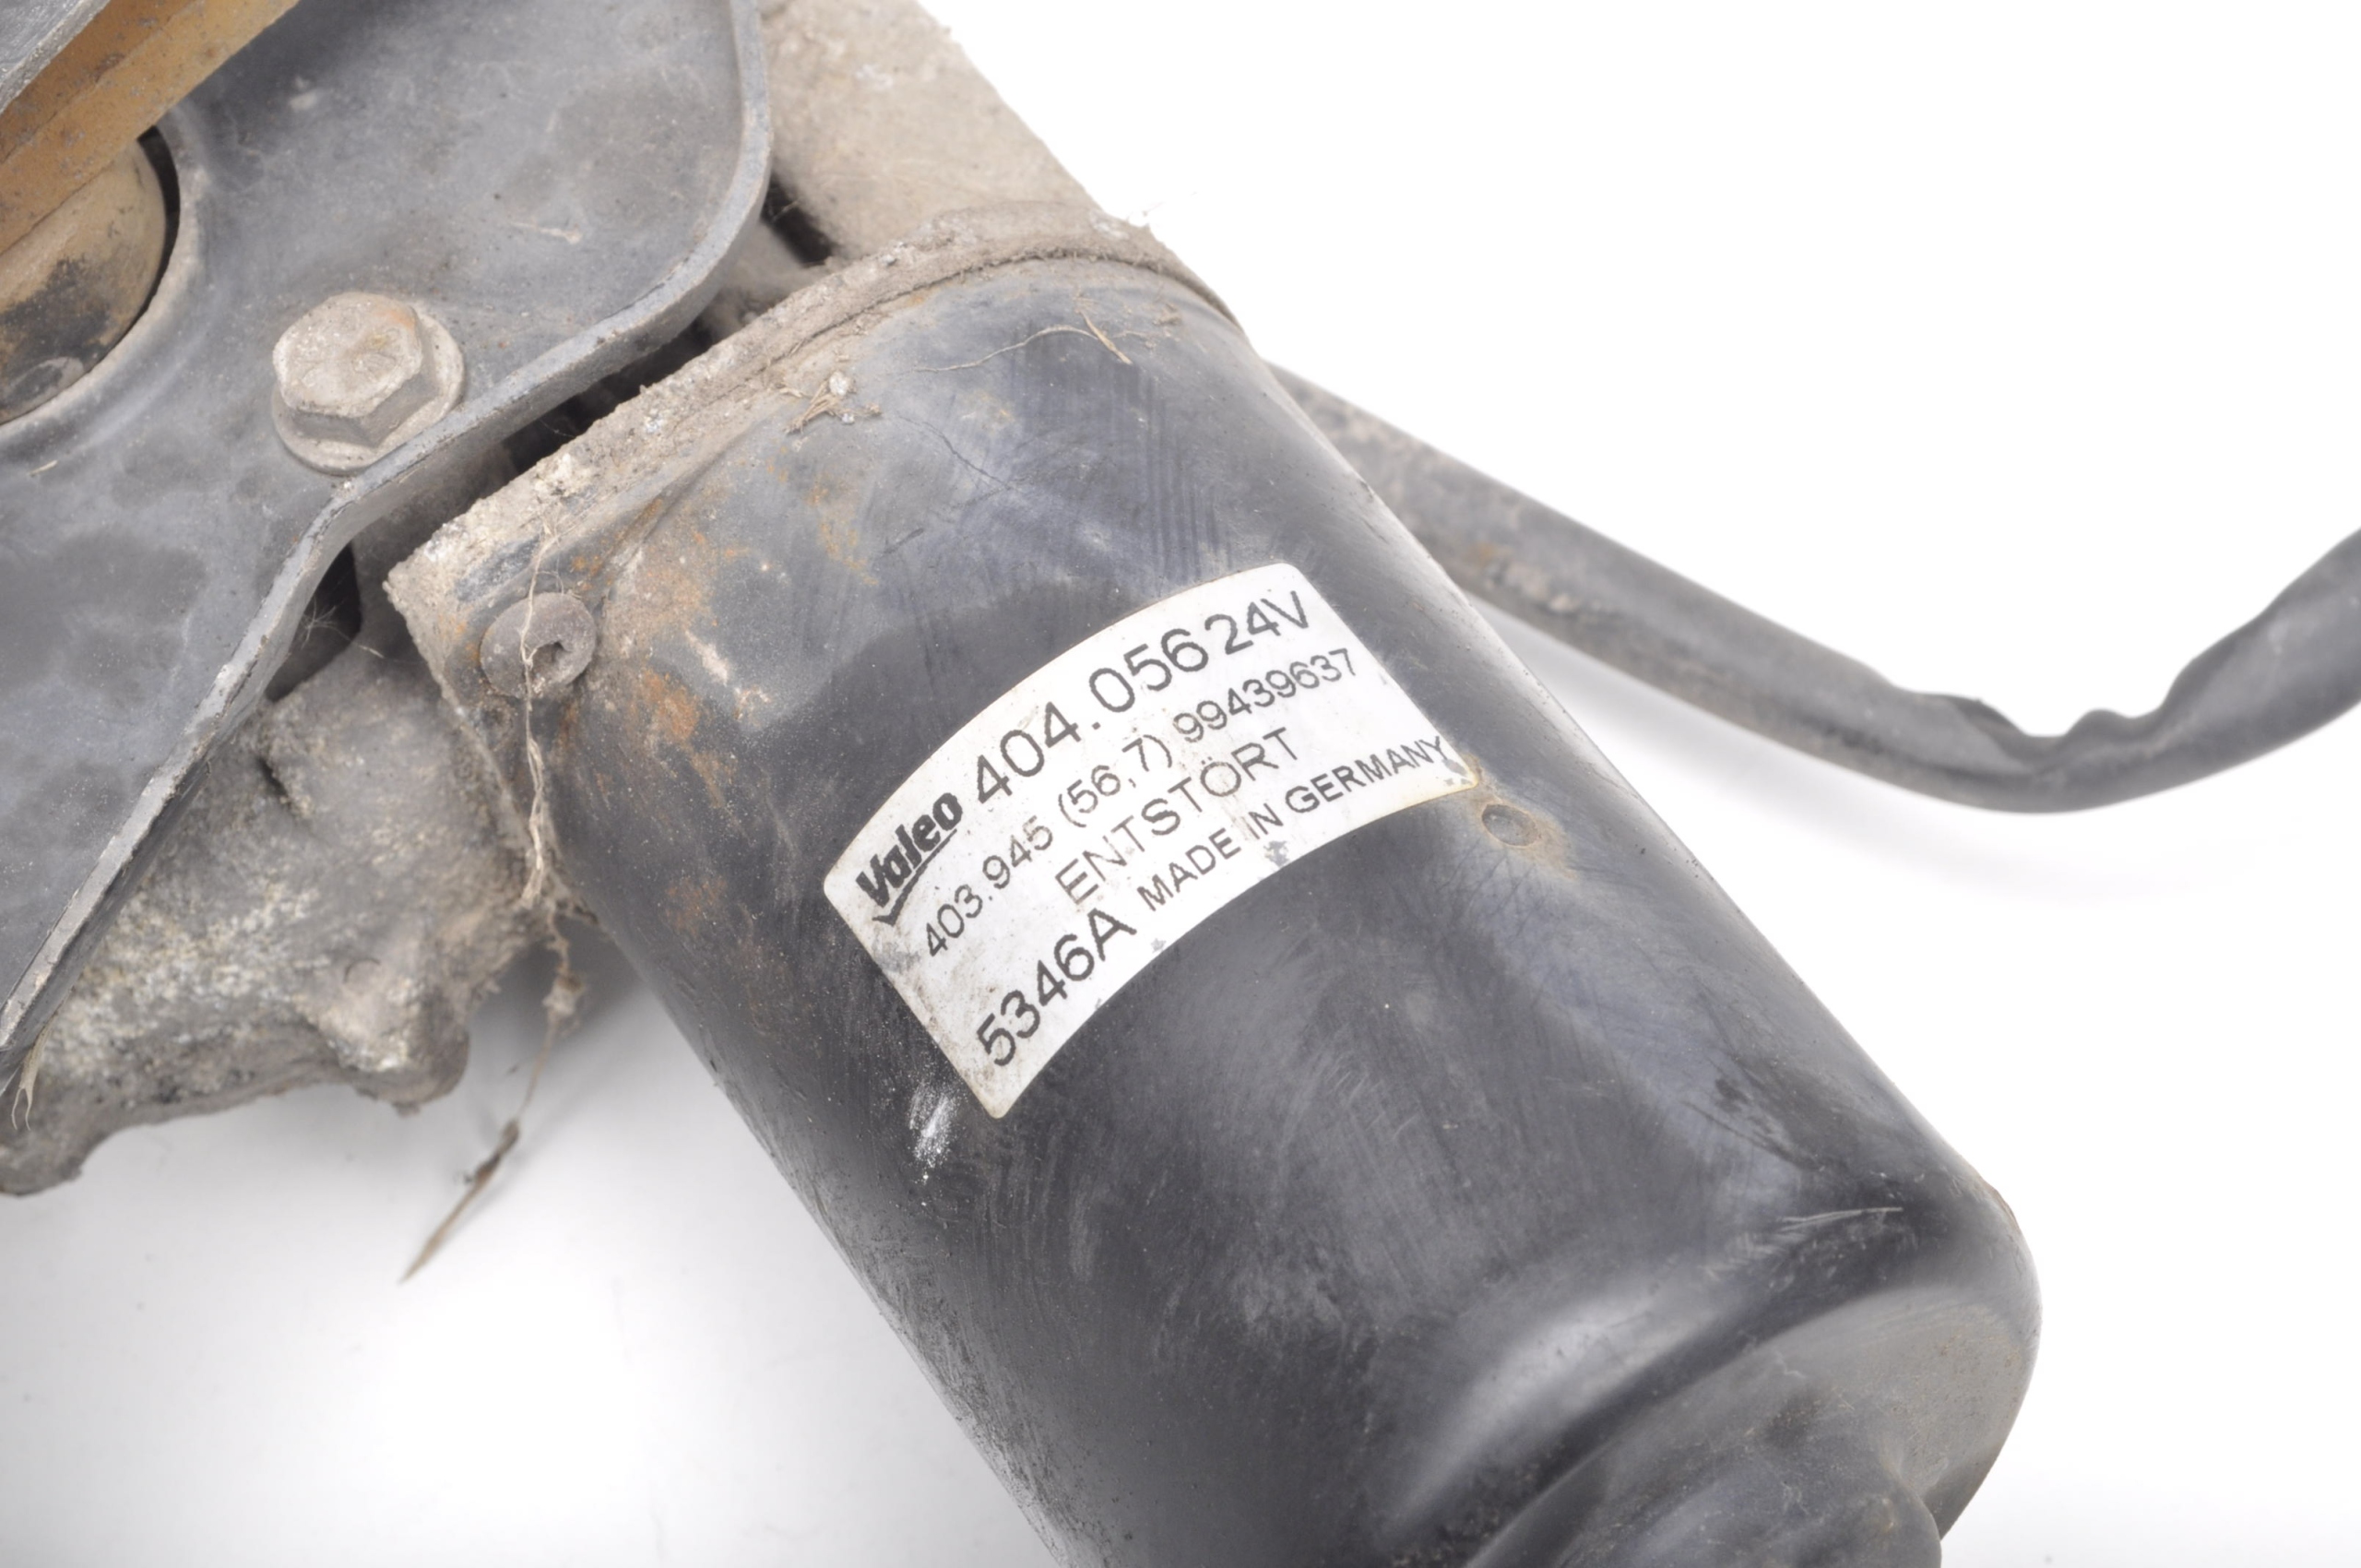 Valeo 404.056 24V
403.945 (56,7) 99439637
ENTSTÖRT
5346A MADE IN GERMANY